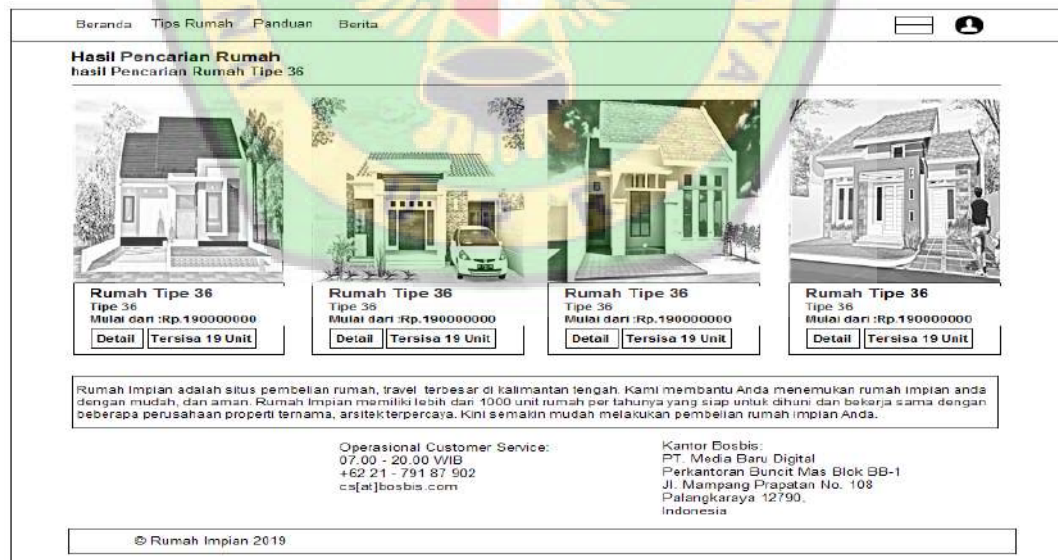 Beranda Tips Rumah Panduan Berita
Hasil Pencarian Rumah
hasil Pencarian Rumah Tipe 36
Rumah Tipe 36
Tipe 36
Mulai dari :Rp.190000000
Detail Tersisa 19 Unit
Rumah Tipe 36
Tipe 36
Mulai dari :Rp.190000000
Detail Tersisa 19 Unit
Rumah Tipe 36
Tipe 36
Mulai dari :Rp.190000000
Detail Tersisa 19 Unit
Rumah Tipe 36
Tipe 36
Mulai dari :Rp.190000000
Detail Tersisa 19 Unit
Rumah Impian adalah situs pembelian rumah, travel terbesar di kalimantan tengah. Kami membantu Anda menemukan rumah impian anda
dengan mudah, dan aman. Rumah Impian memiliki lebih dari 1000 unit rumah per tahunya yang siap untuk dihuni dan bekerja sama dengan
beberapa perusahaan properti ternama, arsitek terpercaya. Kini semakin mudah melakukan pembelian rumah impian Anda.
Operasional Customer Service:
07.00 - 20.00 WIB
+62 21 - 791 87 902
cs[at]bosbis.com
Kantor Bosbis:
PT. Media Baru Digital
Perkantoran Buncit Mas Blok BB-1
Jl. Mampang Prapatan No. 108
Palangkaraya 12790,
Indonesia
© Rumah Impian 2019